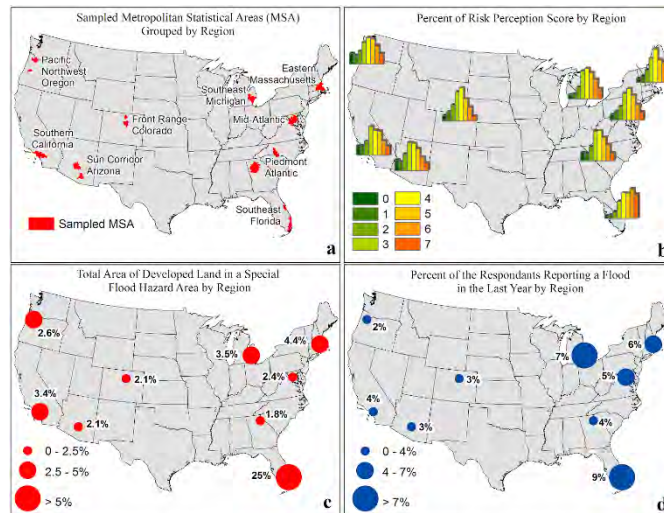 Sampled Metropolitan Statistical Areas (MSA)
Grouped by Region
Pacific
Northwest
Oregon
Eastern
Massachusetts
Southeast
Michigan
Front Range
Colorado
Mid-Atlantic
Southern
California
Sun Corridor
Arizona
Piedmont
Atlantic
Southeast
Florida
Sampled MSA
a
Percent of Risk Perception Score by Region
0 4
1 5
2 6
3 7
b
Total Area of Developed Land in a Special
Flood Hazard Area by Region
2.6%
4.4%
3.5%
2.1%
2.4%
3.4%
2.1%
1.8%
25%
0 - 2.5%
2.5 - 5%
> 5%
c
Percent of the Respondants Reporting a Flood
in the Last Year by Region
2%
6%
7%
3%
5%
4%
3%
4%
9%
0 - 4%
4 - 7%
> 7%
d